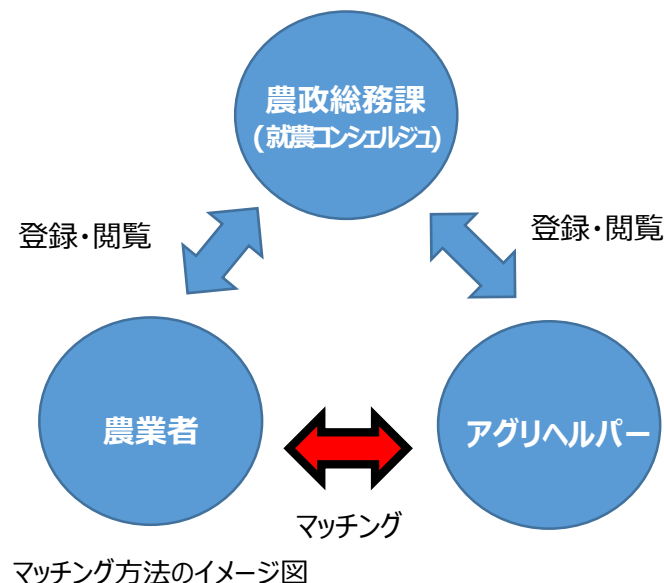 農政総務課
(就農コンシェルジュ)
登録・閲覧
登録・閲覧
農業者
アグリヘルパー
マッチング
マッチング方法のイメージ図